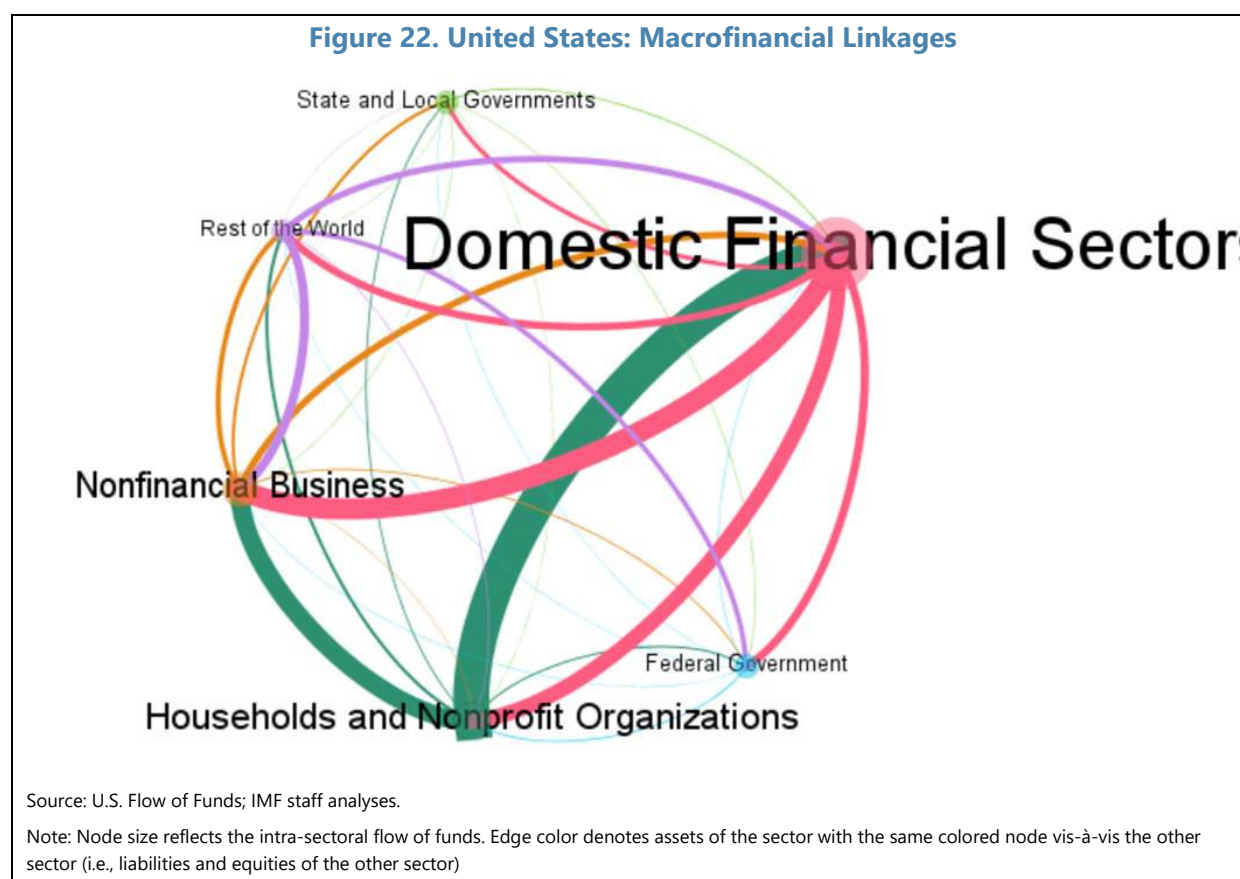 Figure 22. United States: Macrofinancial Linkages
State and Local Governments
Rest of the World
Domestic Financial Sectors
Nonfinancial Business
Federal Government
Households and Nonprofit Organizations
Source: U.S. Flow of Funds; IMF staff analyses.
Note: Node size reflects the intra-sectoral flow of funds. Edge color denotes assets of the sector with the same colored node vis-à-vis the other
sector (i.e., liabilities and equities of the other sector)